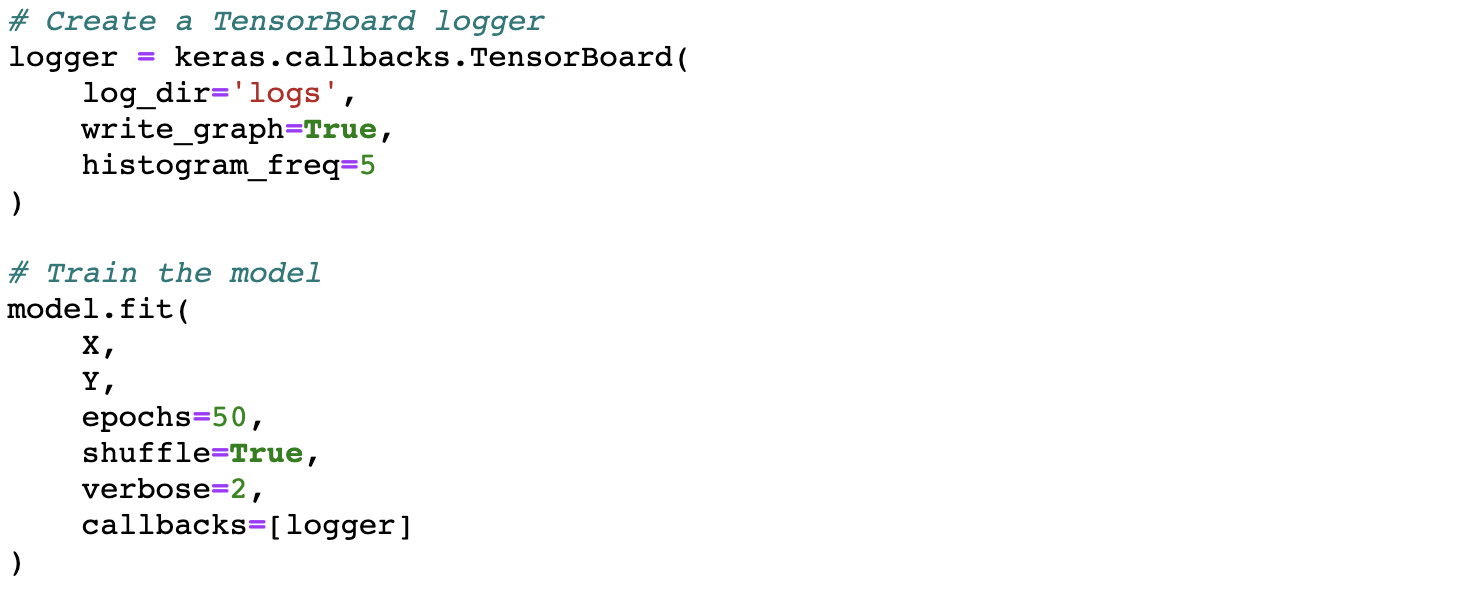 # Create a TensorBoard logger
logger = keras.callbacks.TensorBoard(
    log_dir='logs',
    write_graph=True,
    histogram_freq=5
)

# Train the model
model.fit(
    X,
    Y,
    epochs=50,
    shuffle=True,
    verbose=2,
    callbacks=[logger]
)